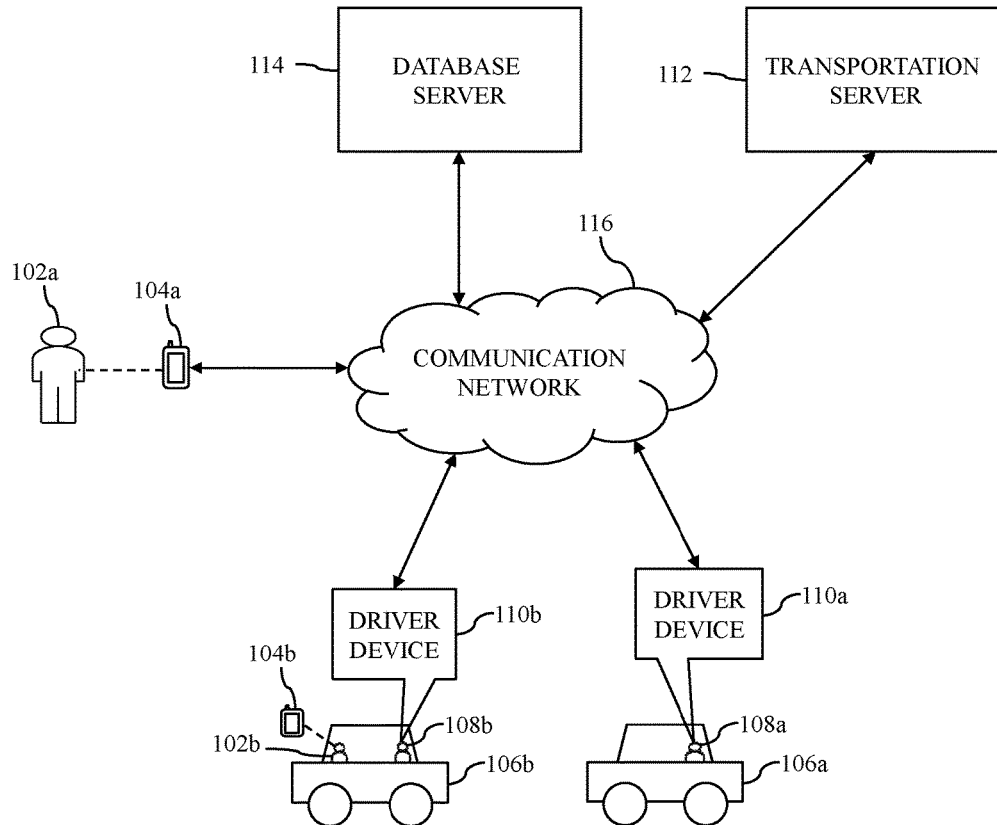 114
DATABASE
SERVER
112
TRANSPORTATION
SERVER
116
102a
104a
COMMUNICATION
NETWORK
DRIVER
DEVICE
110b
DRIVER
DEVICE
110a
104b
102b
108b
106b
108a
106a